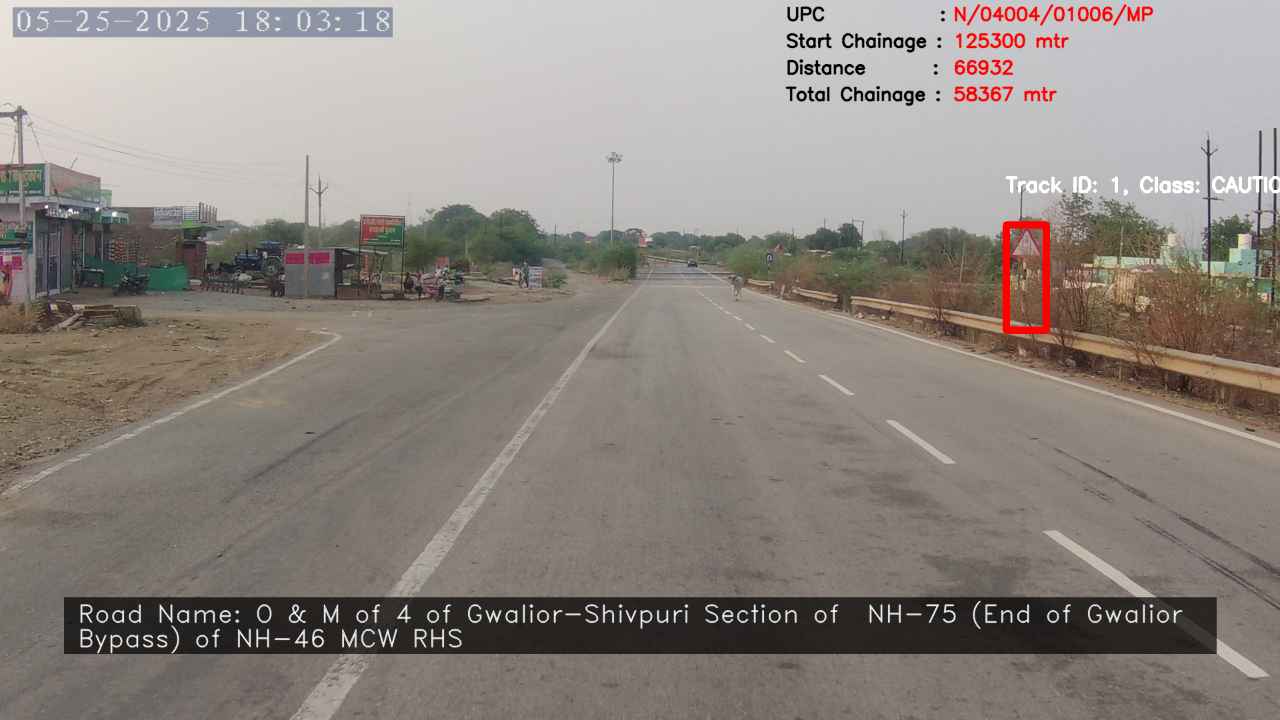 05-25-2025 18:03:18
UPC : N/04004/01006/MP
Start Chainage : 125300 mtr
Distance : 66932
Total Chainage : 58367 mtr
Track ID: 1, Class: CAUTIO
Road Name: O & M of 4 of Gwalior-Shivpuri Section of NH-75 (End of Gwalior
Bypass) of NH-46 MCW RHS